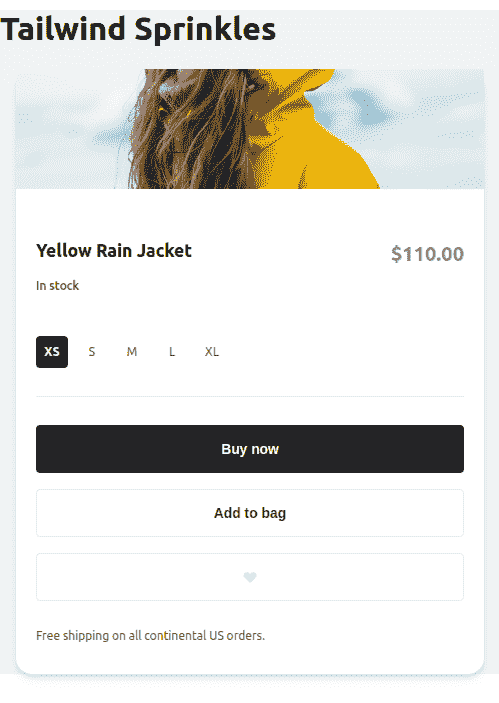 Tailwind Sprinkles
Yellow Rain Jacket
$110.00
In stock
XS S M L XL
Buy now
Add to bag
Free shipping on all continental US orders.